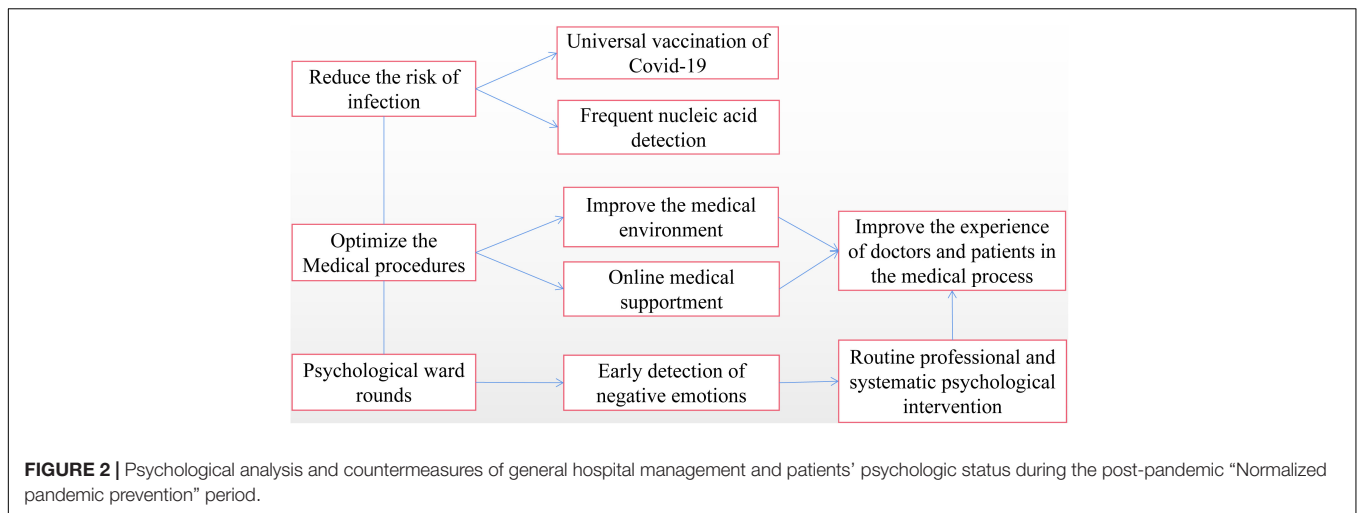 Universal vaccination of
Covid-19
Reduce the risk of
infection
Frequent nucleic acid
detection
Improve the medical
environment
Optimize the
Medical procedures
Online medical
supportment
Improve the experience
of doctors and patients in
the medical process
Psychological ward
rounds
Early detection of
negative emotions
Routine professional and
systematic psychological
intervention
FIGURE 2 | Psychological analysis and countermeasures of general hospital management and patients’ psychologic status during the post-pandemic “Normalized
pandemic prevention” period.